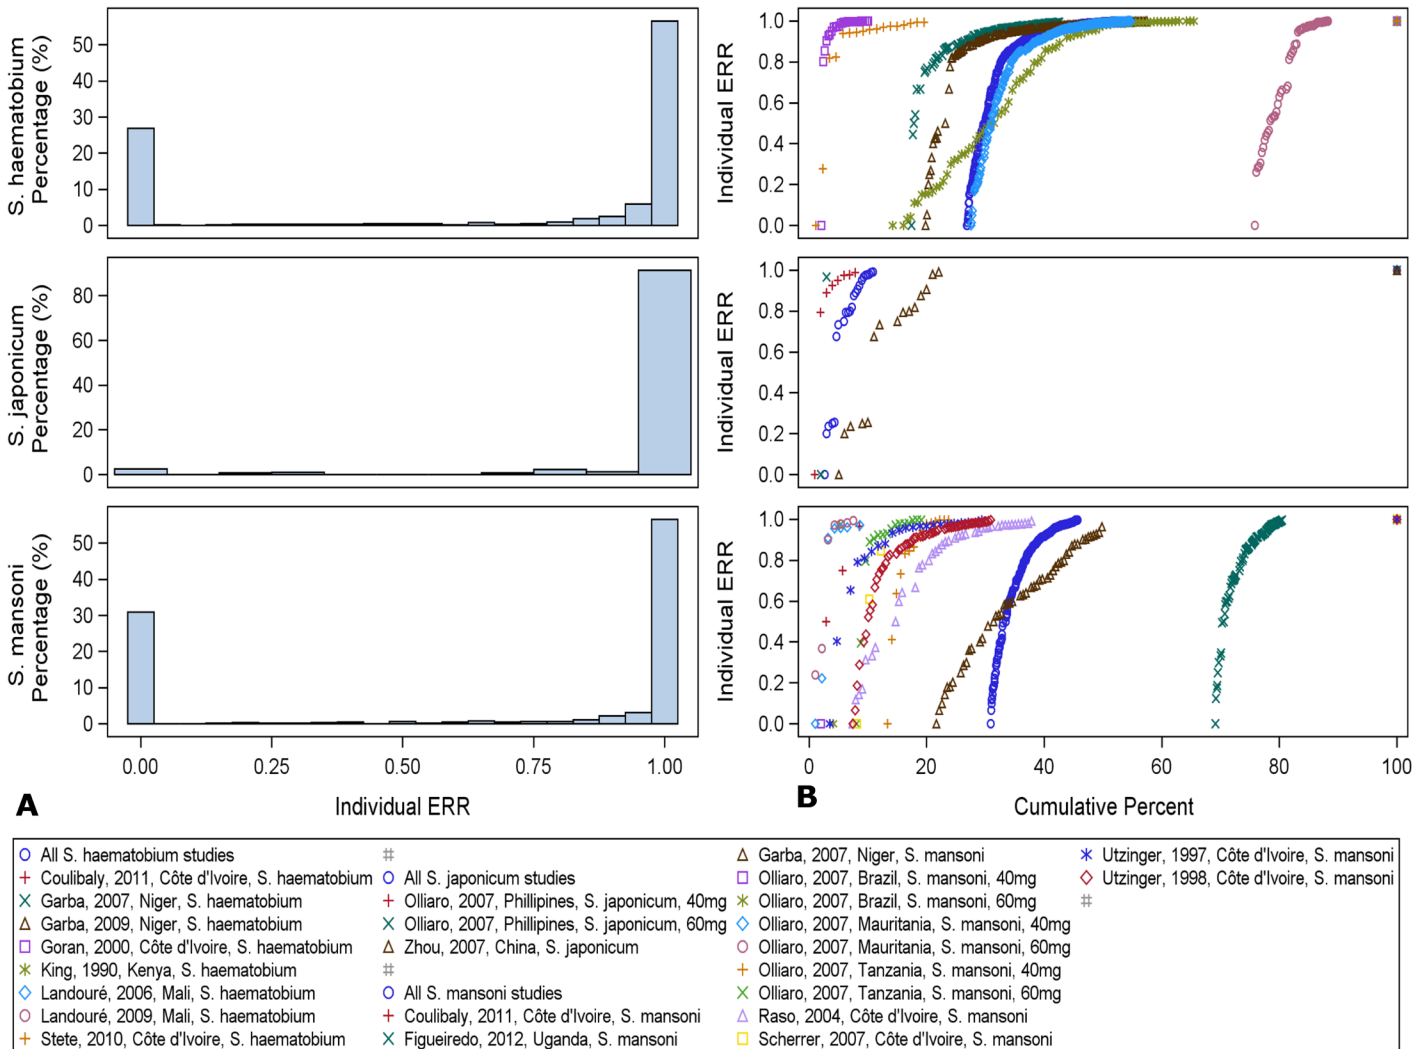 S. haematobium
Percentage (%)
50
40
30
20
10
0
Individual ERR
1.0
0.8
0.6
0.4
0.2
0.0
S. japonicum
Percentage (%)
80
60
40
20
0
Individual ERR
1.0
0.8
0.6
0.4
0.2
0.0
S. mansoni
Percentage (%)
50
40
30
20
10
0
Individual ERR
1.0
0.8
0.6
0.4
0.2
0.0
0.00 0.25 0.50 0.75 1.00
0 20 40 60 80 100
A
Individual ERR
B
Cumulative Percent
All S. haematobium studies
Coulibaly, 2011, Côte d'Ivoire, S. haematobium
Garba, 2007, Niger, S. haematobium
Garba, 2009, Niger, S. haematobium
Goran, 2000, Côte d'Ivoire, S. haematobium
King, 1990, Kenya, S. haematobium
Landouré, 2006, Mali, S. haematobium
Landouré, 2009, Mali, S. haematobium
Stete, 2010, Côte d'Ivoire, S. haematobium
All S. japonicum studies
Olliaro, 2007, Phillipines, S. japonicum, 40mg
Olliaro, 2007, Phillipines, S. japonicum, 60mg
Zhou, 2007, China, S. japonicum
All S. mansoni studies
Coulibaly, 2011, Côte d'Ivoire, S. mansoni
Figueiredo, 2012, Uganda, S. mansoni
Garba, 2007, Niger, S. mansoni
Olliaro, 2007, Brazil, S. mansoni, 40mg
Olliaro, 2007, Brazil, S. mansoni, 60mg
Olliaro, 2007, Mauritania, S. mansoni, 40mg
Olliaro, 2007, Mauritania, S. mansoni, 60mg
Olliaro, 2007, Tanzania, S. mansoni, 40mg
Olliaro, 2007, Tanzania, S. mansoni, 60mg
Raso, 2004, Côte d'Ivoire, S. mansoni
Scherrer, 2007, Côte d'Ivoire, S. mansoni
Utzinger, 1997, Côte d'Ivoire, S. mansoni
Utzinger, 1998, Côte d'Ivoire, S. mansoni